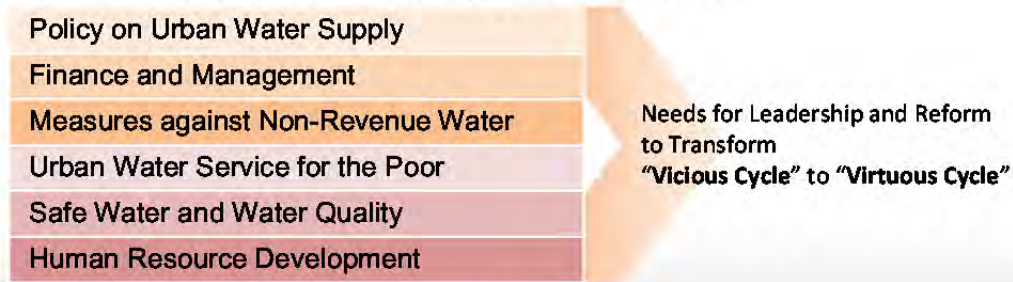 Policy on Urban Water Supply
Finance and Management
Measures against Non-Revenue Water
Urban Water Service for the Poor
Safe Water and Water Quality
Human Resource Development
Needs for Leadership and Reform
to Transform
“Vicious Cycle” to “Virtuous Cycle”